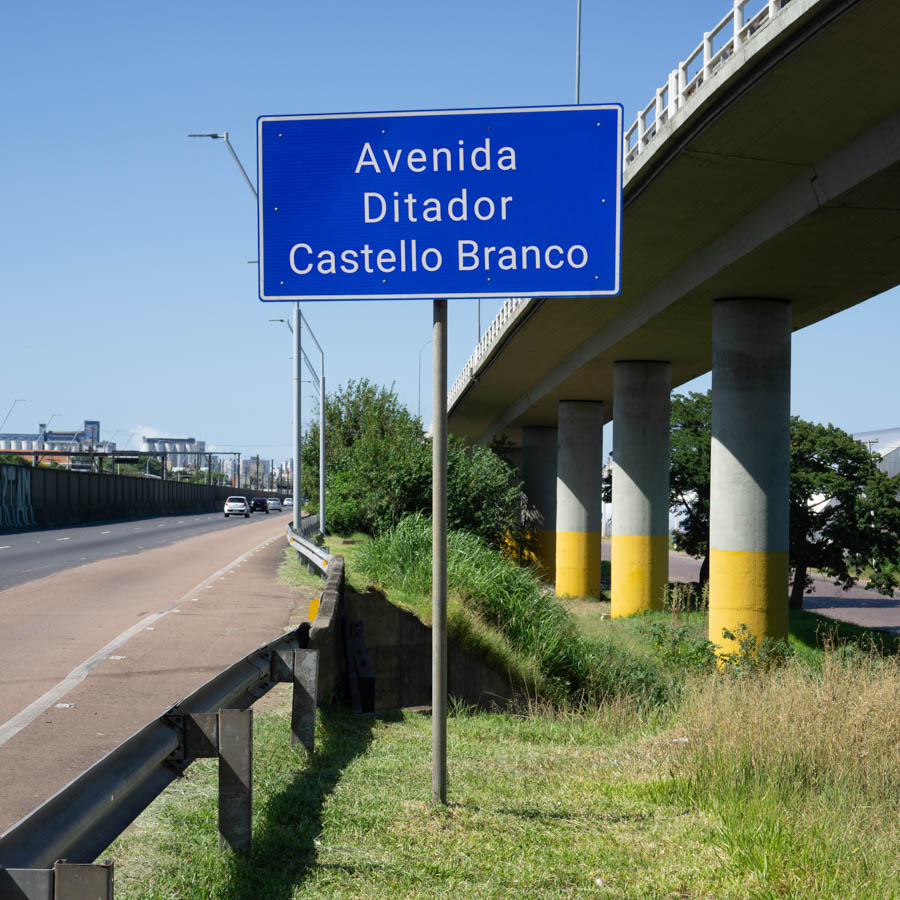 Avenida
Ditador
Castello Branco